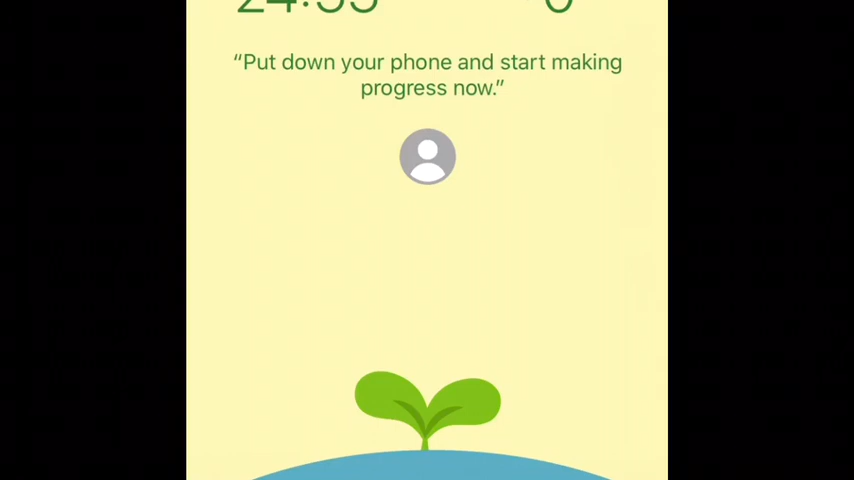 “Put down your phone and start making
progress now.”